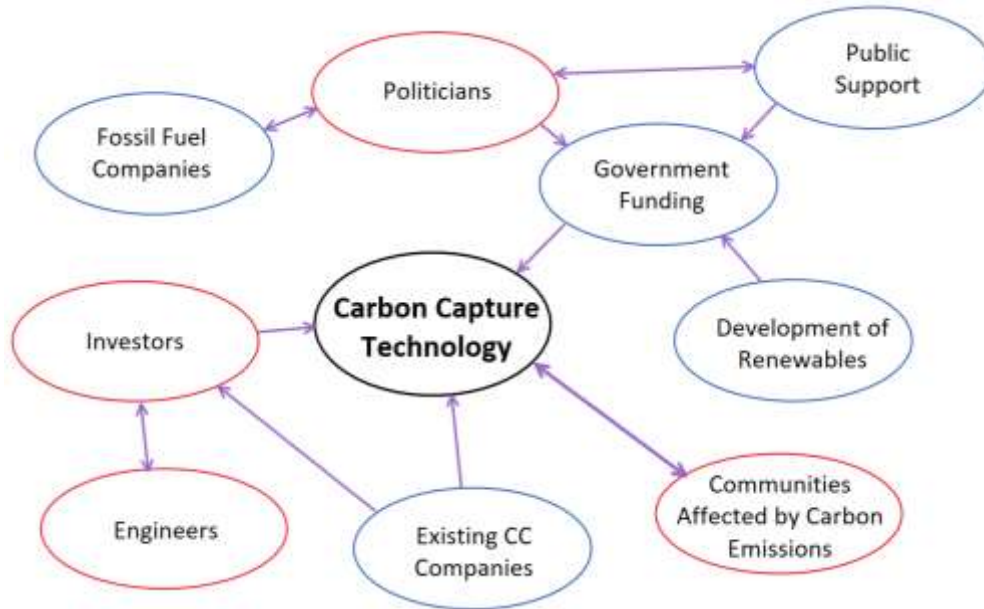 Politicians
Public
Support
Fossil Fuel
Companies
Government
Funding
Carbon Capture
Technology
Investors
Development of
Renewables
Engineers
Existing CC
Companies
Communities
Affected by Carbon
Emissions